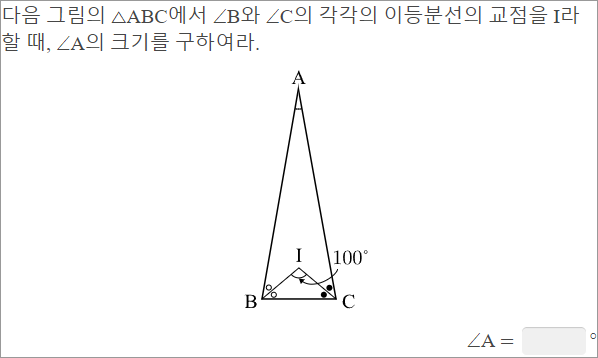 다음 그림의 △ABC에서 ∠B와 ∠C의 각각의 이등분선의 교점을 I라
할 때, ∠A의 크기를 구하여라.
A
I
100°
B
C
∠A = °